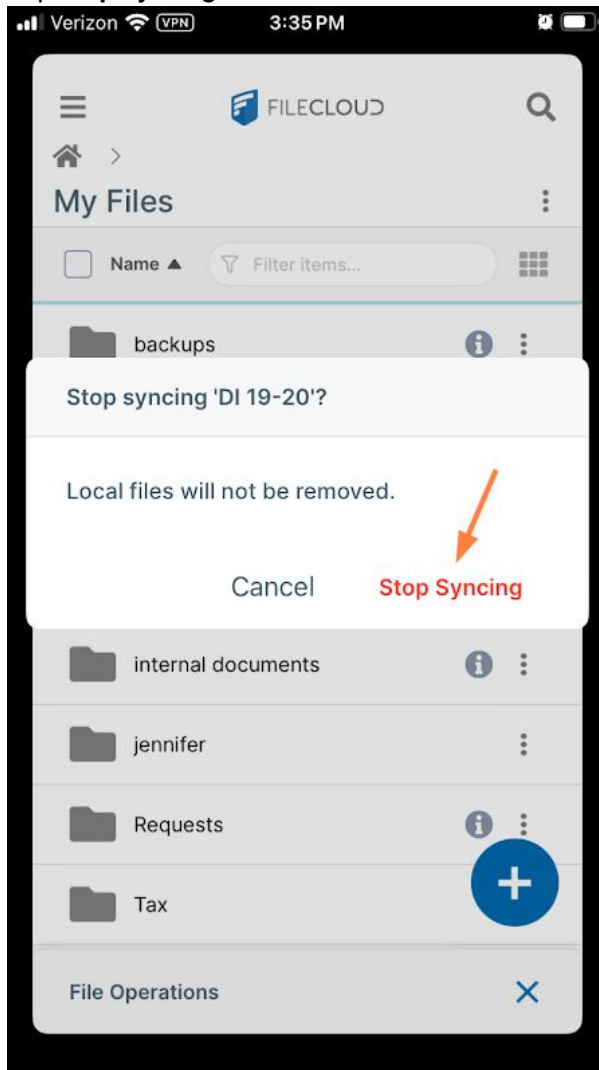 Verizon VPN 3:35 PM
FILECLOUD
>
My Files
Name ▲ Filter items...
backups
Stop syncing 'DI 19-20'?
Local files will not be removed.
Cancel Stop Syncing
internal documents
jennifer
Requests
Tax
File Operations